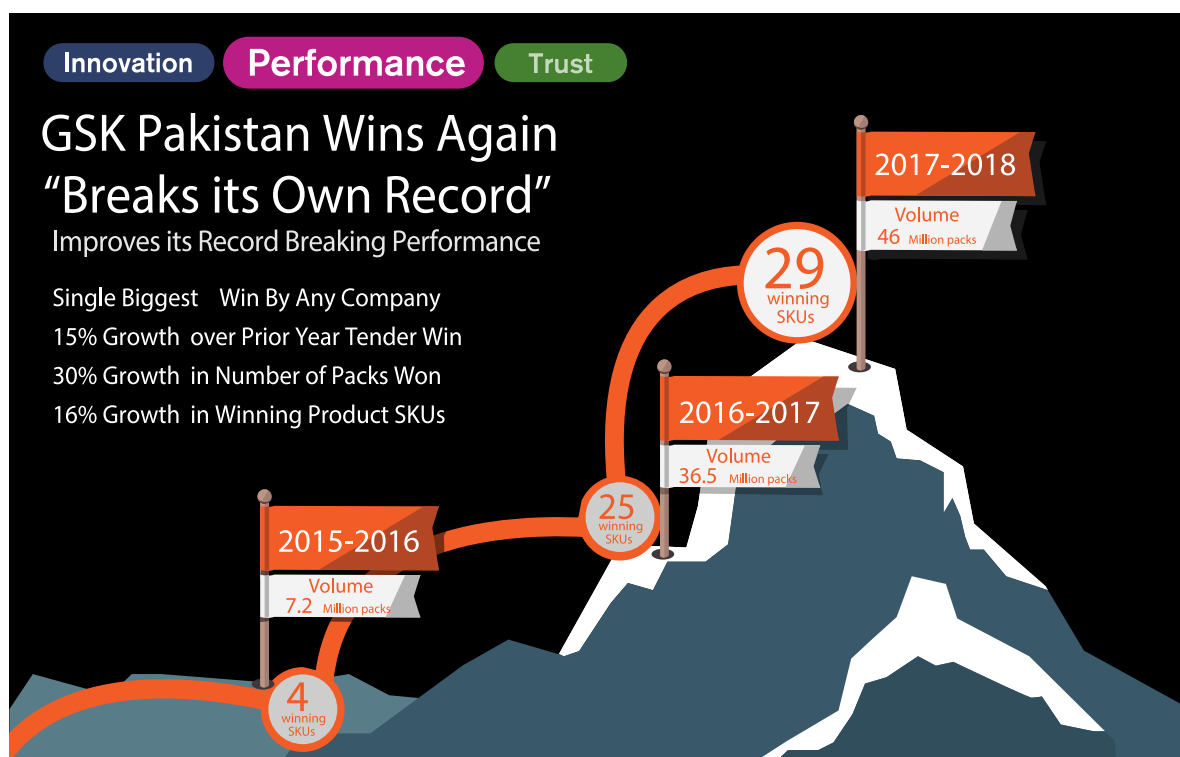 Innovation Performance Trust
GSK Pakistan Wins Again
“Breaks its Own Record”
Improves its Record Breaking Performance
Single Biggest Win By Any Company
15% Growth over Prior Year Tender Win
30% Growth in Number of Packs Won
16% Growth in Winning Product SKUs
2017-2018
Volume
46 Million packs
29
winning
SKUs
2016-2017
Volume
36.5 Million packs
25
winning
SKUs
2015-2016
Volume
7.2 Million packs
4
winning
SKUs